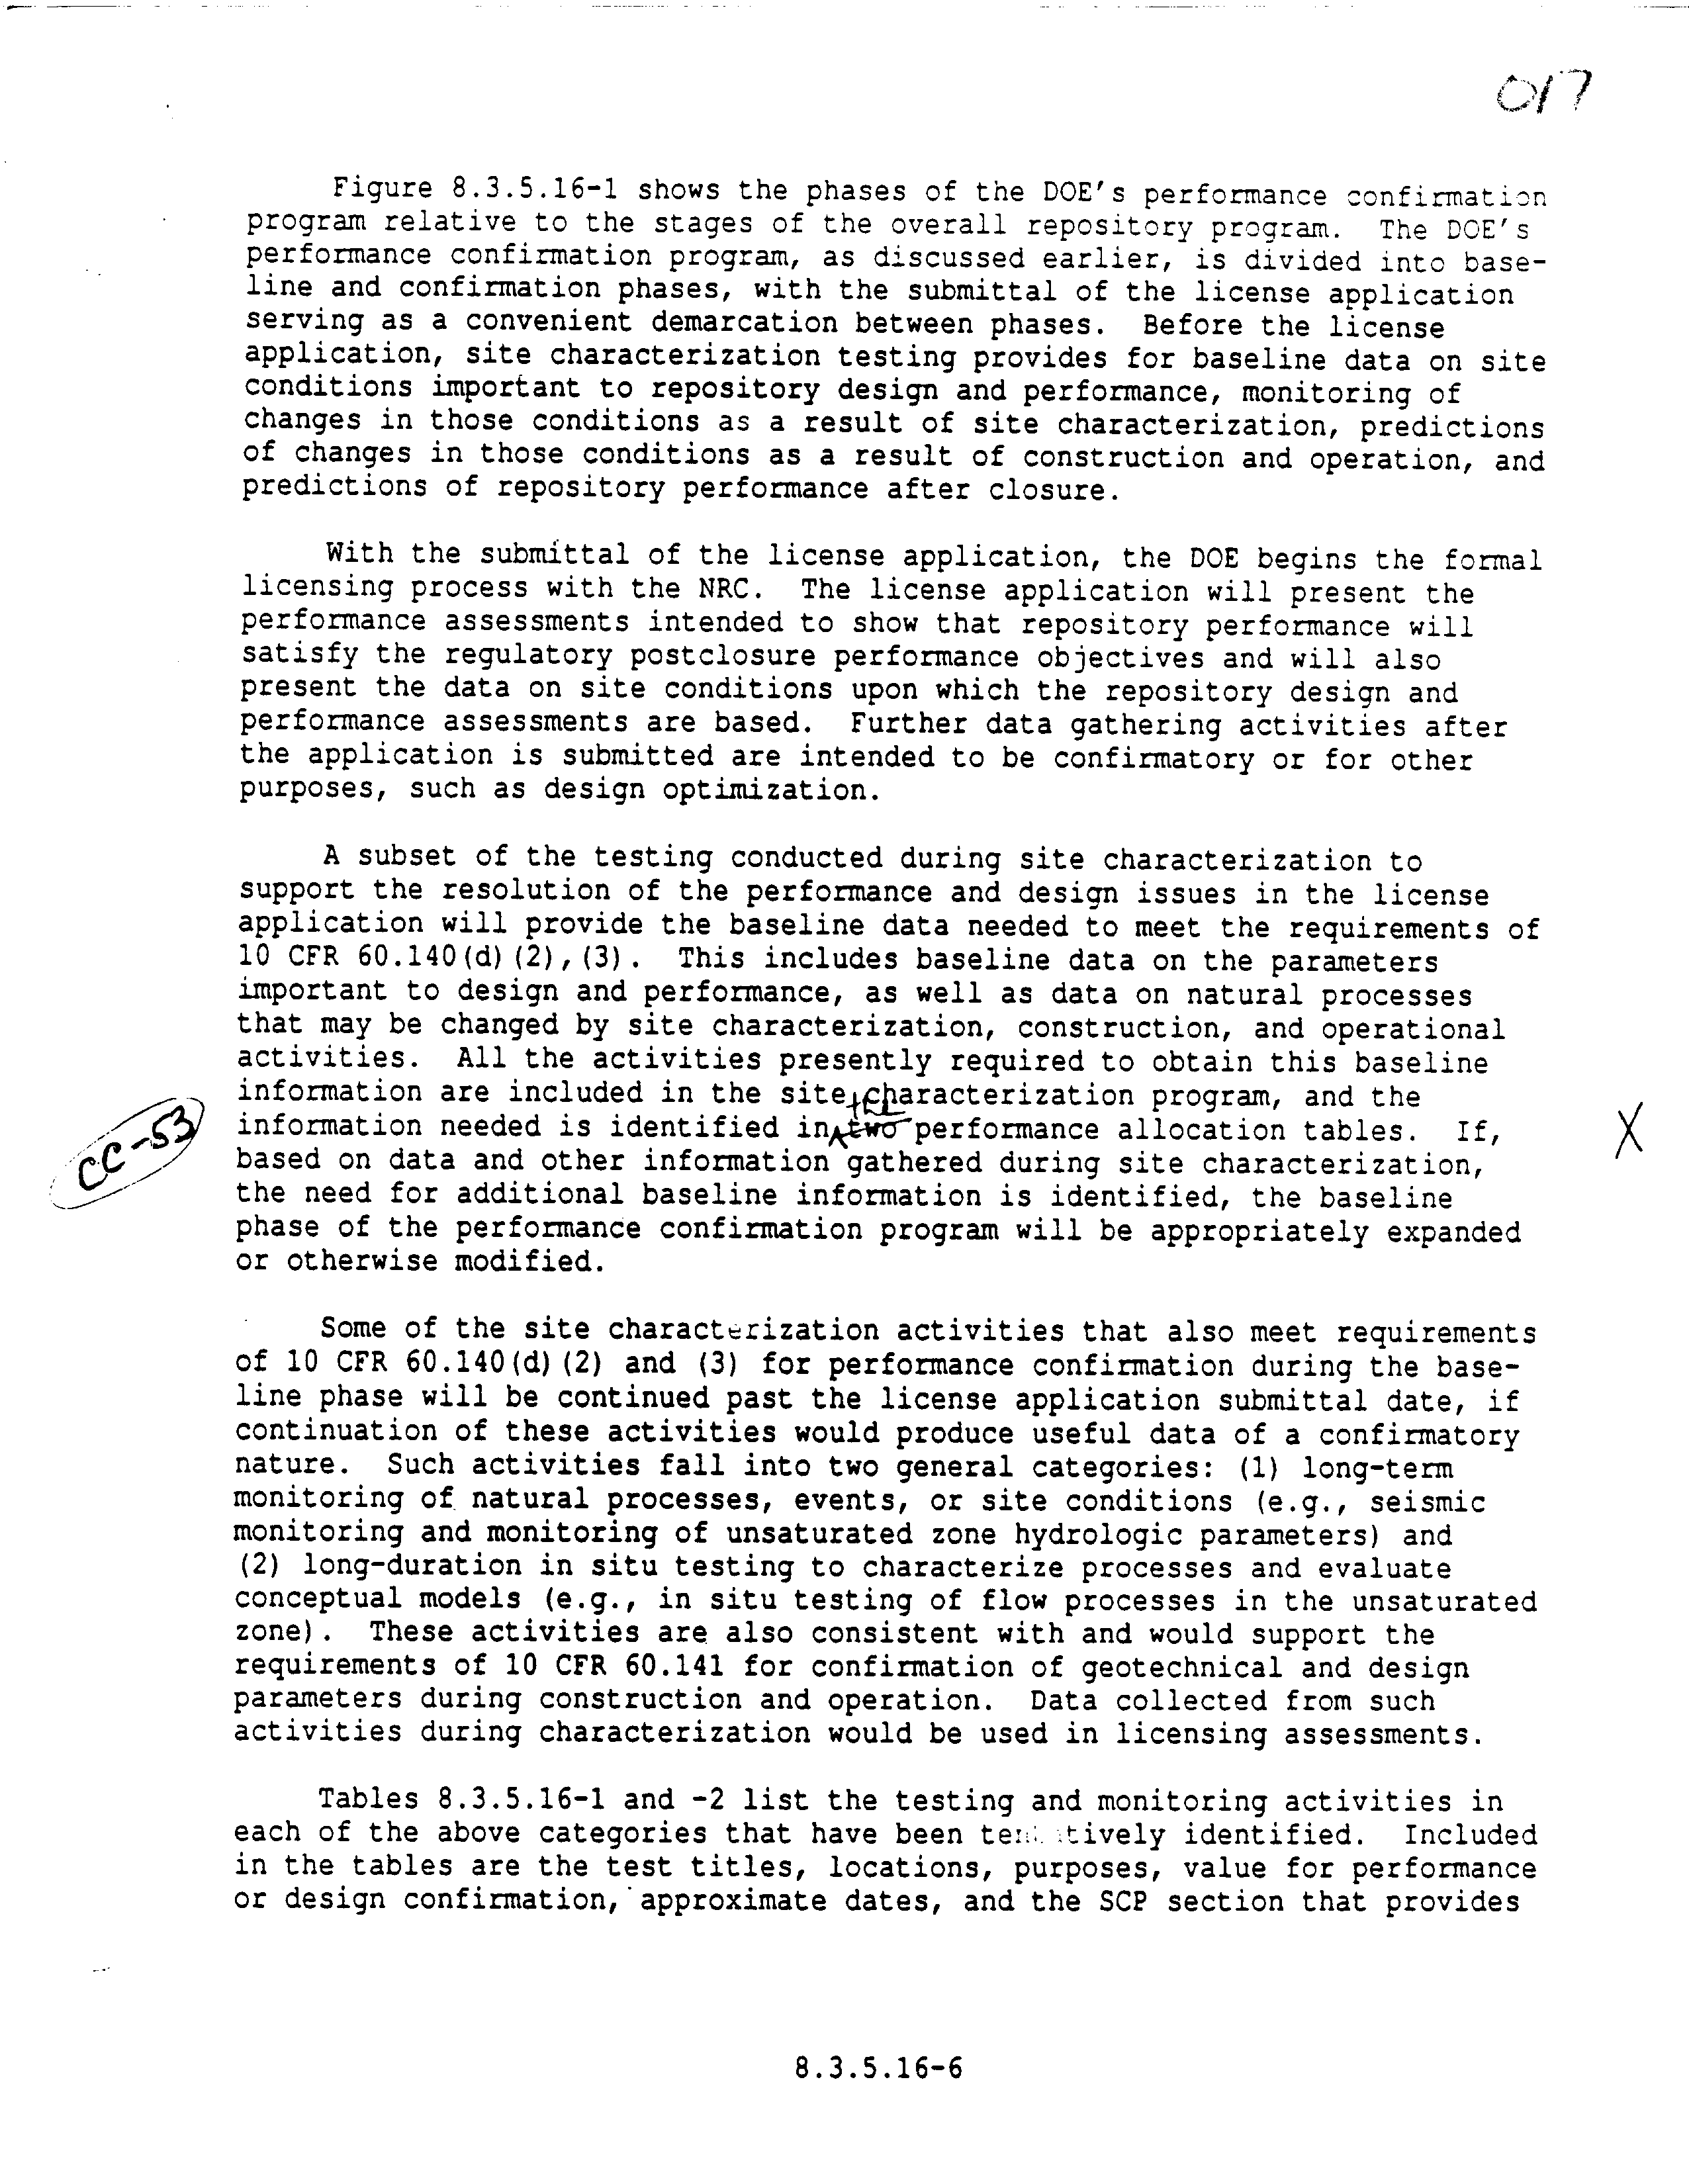 017
Figure 8.3.5.16-1 shows the phases of the DOE's performance confirmation
program relative to the stages of the overall repository program. The DOE's
performance confirmation program, as discussed earlier, is divided into base-
line and confirmation phases, with the submittal of the license application
serving as a convenient demarcation between phases. Before the license
application, site characterization testing provides for baseline data on site
conditions important to repository design and performance, monitoring of
changes in those conditions as a result of site characterization, predictions
of changes in those conditions as a result of construction and operation, and
predictions of repository performance after closure.
With the submittal of the license application, the DOE begins the formal
licensing process with the NRC. The license application will present the
performance assessments intended to show that repository performance will
satisfy the regulatory postclosure performance objectives and will also
present the data on site conditions upon which the repository design and
performance assessments are based. Further data gathering activities after
the application is submitted are intended to be confirmatory or for other
purposes, such as design optimization.
A subset of the testing conducted during site characterization to
support the resolution of the performance and design issues in the license
application will provide the baseline data needed to meet the requirements of
10 CFR 60.140(d)(2),(3). This includes baseline data on the parameters
important to design and performance, as well as data on natural processes
that may be changed by site characterization, construction, and operational
activities. All the activities presently required to obtain this baseline
information are included in the site characterization program, and the
the
CC-53
information needed is identified in two performance allocation tables. If,
X
based on data and other information gathered during site characterization,
the need for additional baseline information is identified, the baseline
phase of the performance confirmation program will be appropriately expanded
or otherwise modified.
Some of the site characterization activities that also meet requirements
of 10 CFR 60.140(d)(2) and (3) for performance confirmation during the base-
line phase will be continued past the license application submittal date, if
continuation of these activities would produce useful data of a confirmatory
nature. Such activities fall into two general categories: (1) long-term
monitoring of natural processes, events, or site conditions (e.g., seismic
monitoring and monitoring of unsaturated zone hydrologic parameters) and
(2) long-duration in situ testing to characterize processes and evaluate
conceptual models (e.g., in situ testing of flow processes in the unsaturated
zone). These activities are also consistent with and would support the
requirements of 10 CFR 60.141 for confirmation of geotechnical and design
parameters during construction and operation. Data collected from such
activities during characterization would be used in licensing assessments.
Tables 8.3.5.16-1 and -2 list the testing and monitoring activities in
each of the above categories that have been tentatively identified. Included
in the tables are the test titles, locations, purposes, value for performance
or design confirmation, approximate dates, and the SCP section that provides
8.3.5.16-6